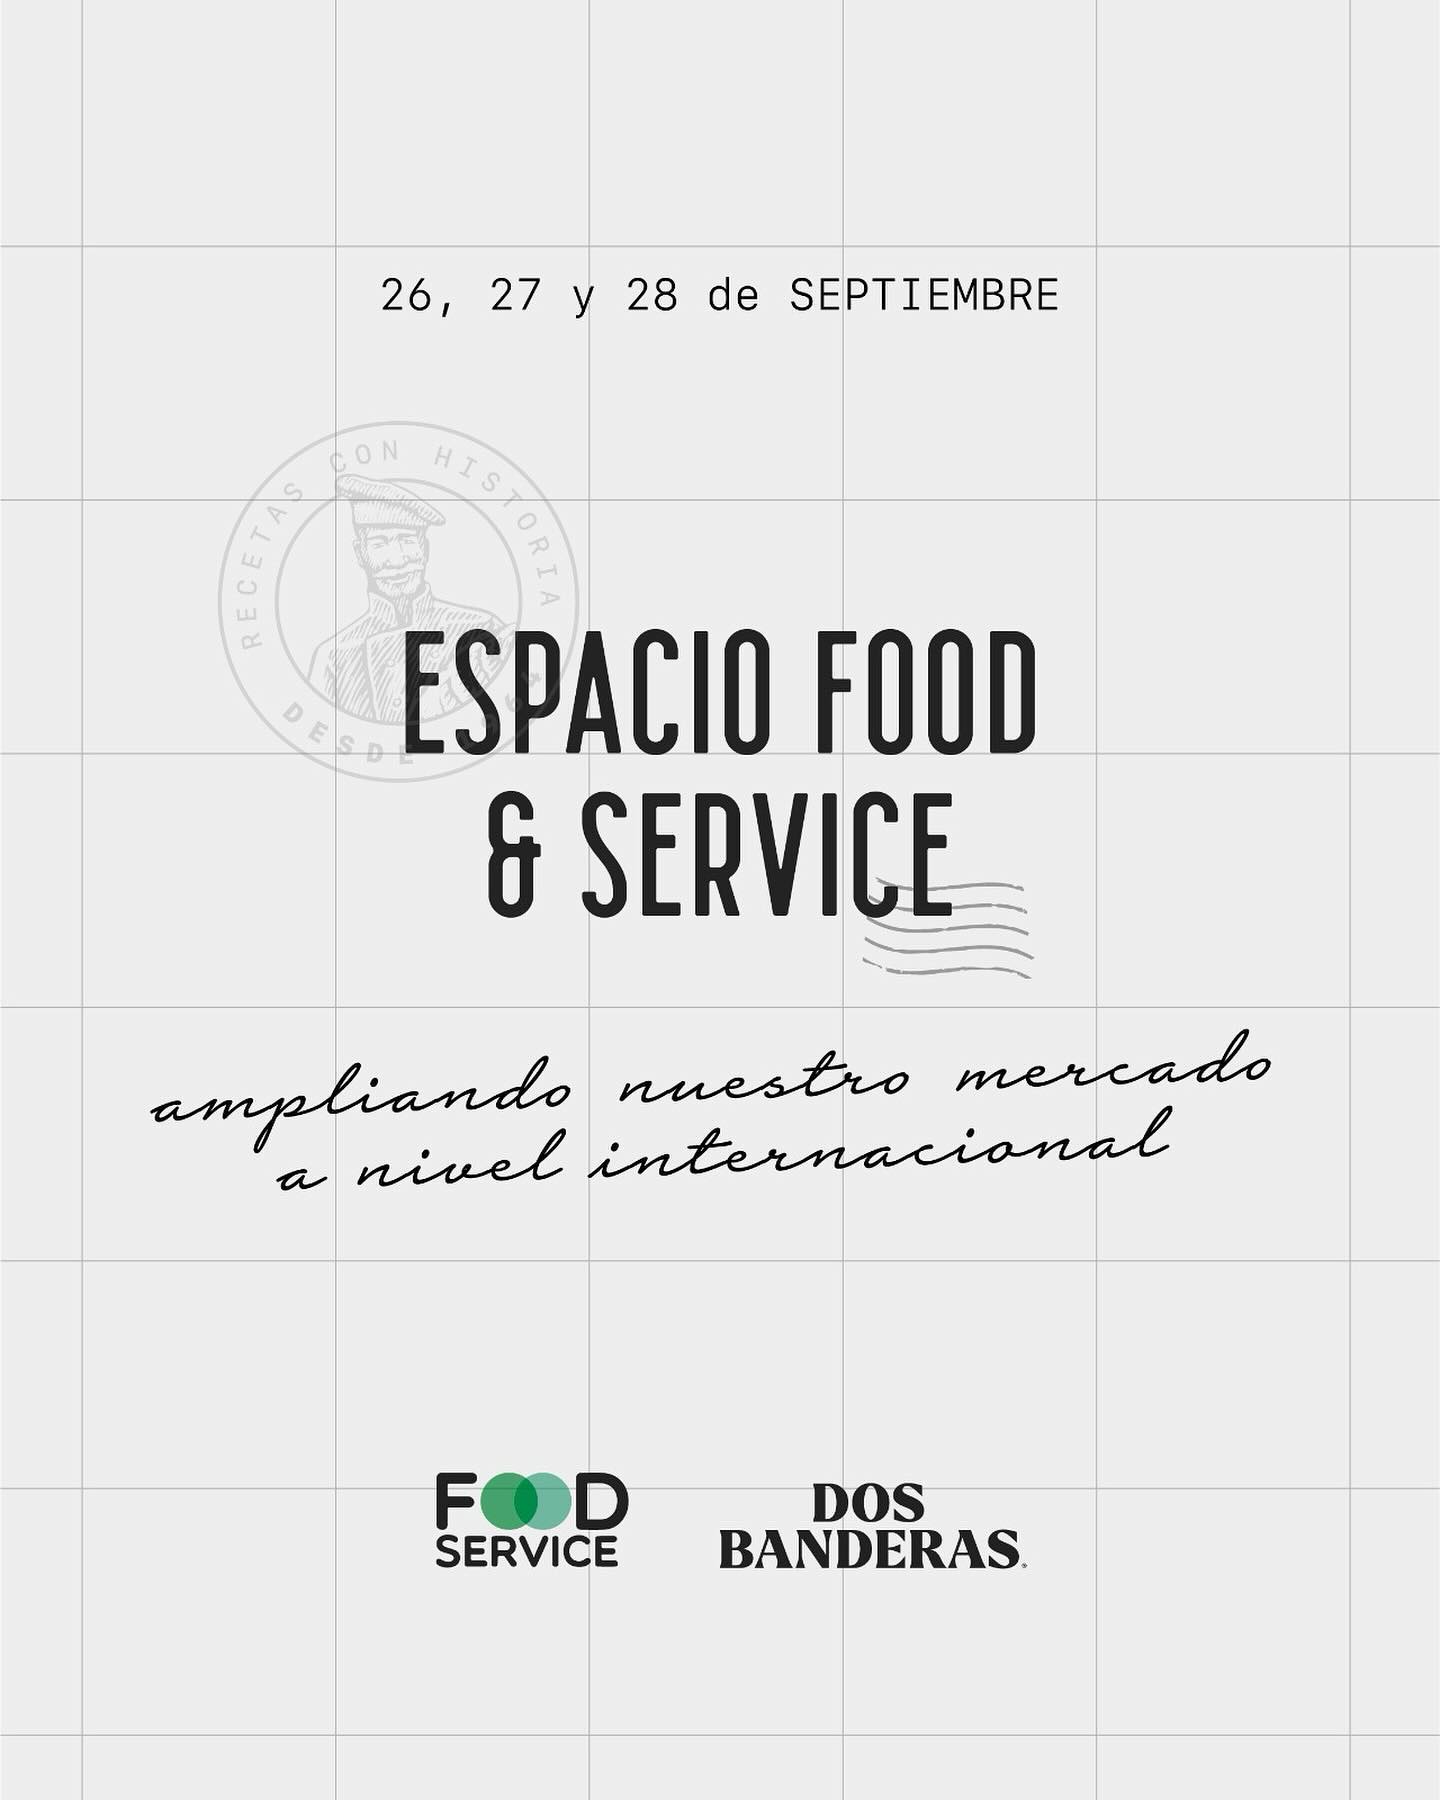 26, 27 y 28 de SEPTIEMBRE
RECETAS CON HISTORIA
DESDE 1964
ESPACIO FOOD
& SERVICE
ampliando nuestro mercado
a nivel internacional
FOOD
SERVICE
DOS
BANDERAS